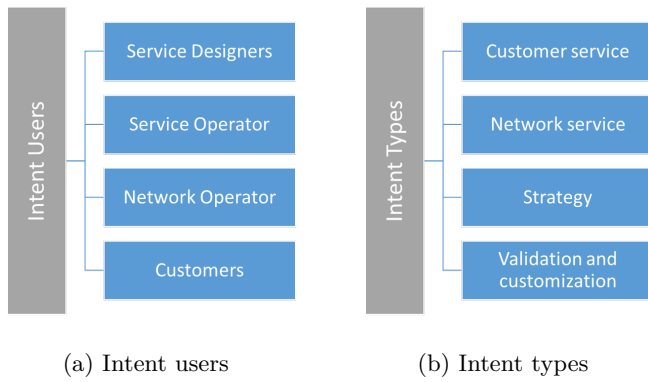 Intent Users
Service Designers
Service Operator
Network Operator
Customers
(a) Intent users
Intent Types
Customer service
Network service
Strategy
Validation and
customization
(b) Intent types